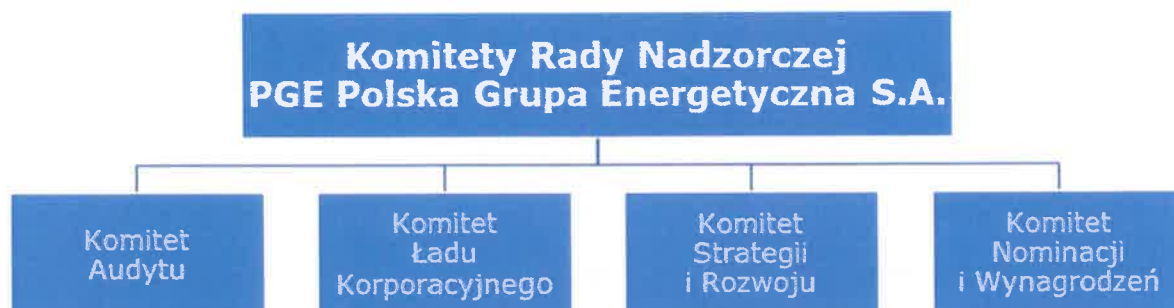 Komitety Rady Nadzorczej
PGE Polska Grupa Energetyczna S.A.
Komitet
Audytu
Komitet
Ładu
Korporacyjnego
Komitet
Strategii
i Rozwoju
Komitet
Nominacji
i Wynagrodzeń